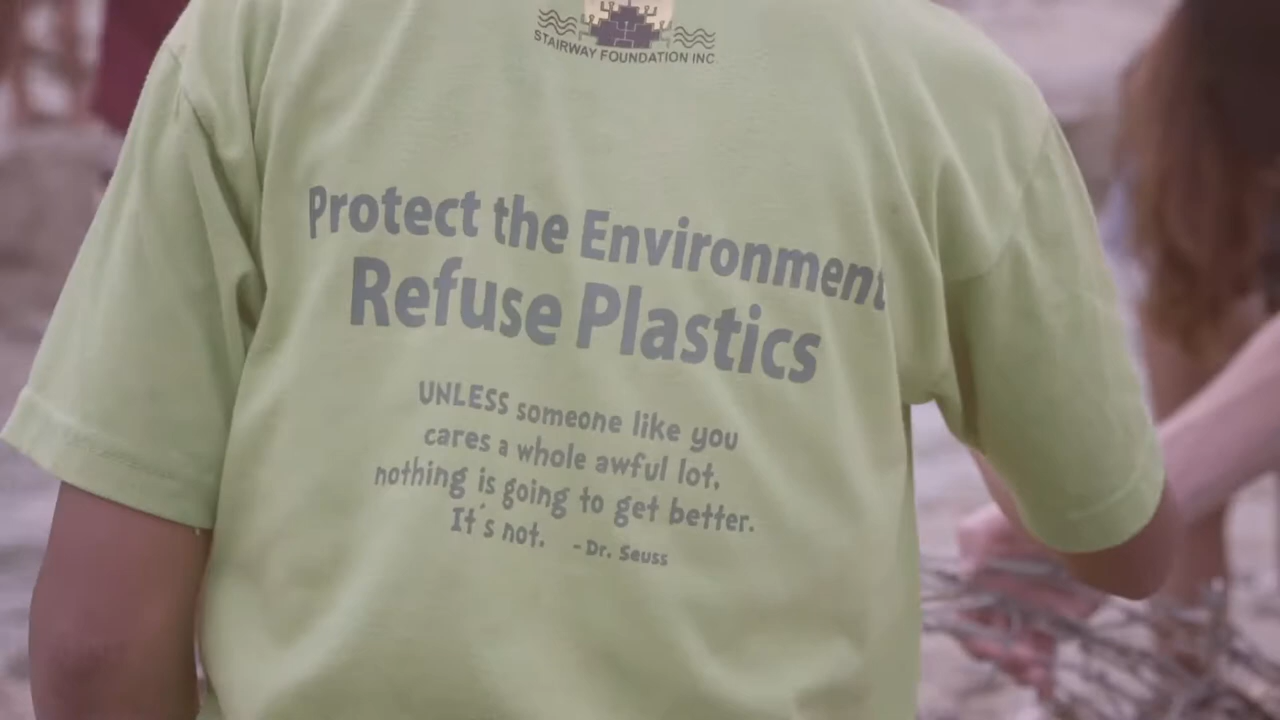 STAIRWAY FOUNDATION INC
Protect the Environment
Refuse Plastics
UNLESS someone like you
cares a whole awful lot,
nothing is going to get better.
It's not. - Dr. Seuss